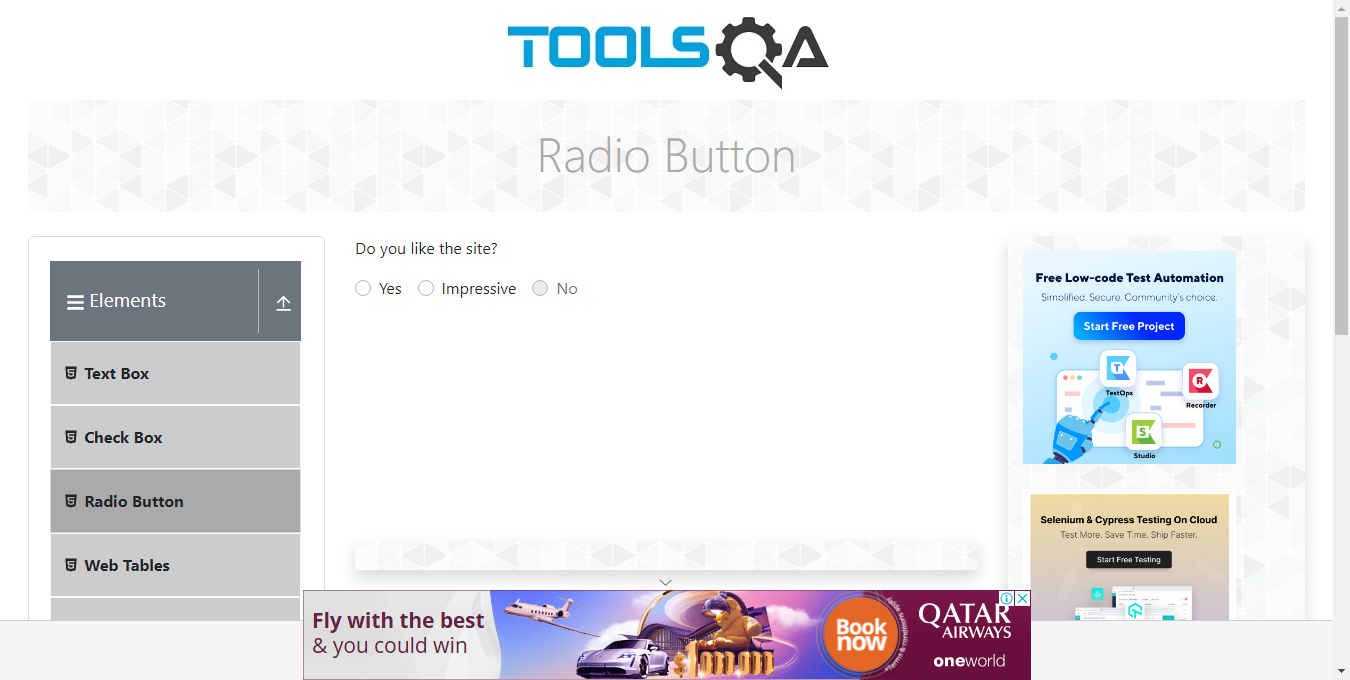 TOOLSQA
Radio Button
Elements
Text Box
Check Box
Radio Button
Web Tables
Do you like the site?
Yes
Impressive
No
Free Low-code Test Automation
Simplified. Secure. Community's choice.
Start Free Project
T
TestOps
R
Recorder
S
Studio
Selenium & Cypress Testing On Cloud
Test More. Save Time. Ship Faster.
Start Free Testing
Fly with the best
& you could win
$100000
Book
now
*Terms & conditions
QATAR
AIRWAYS
oneworld